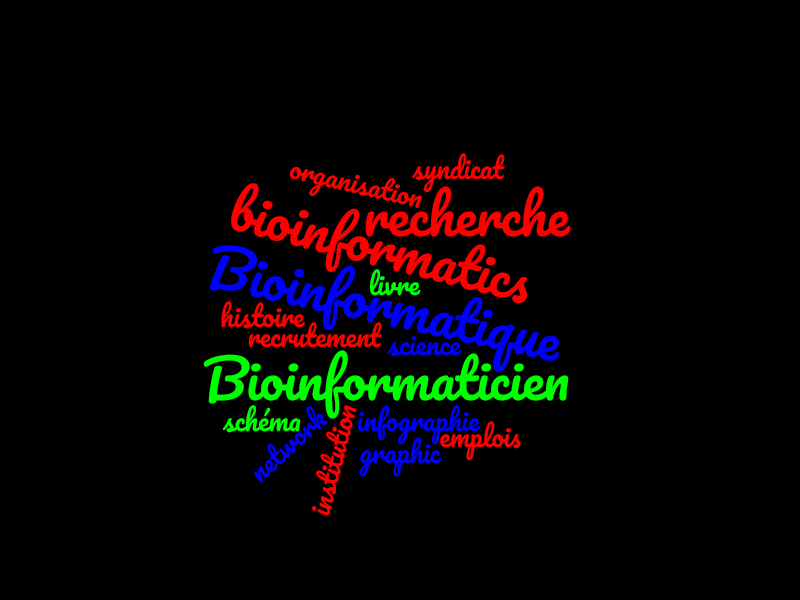 syndicat
organisation
recherche
bioinformatics
Bioinformatique
livre
histoire
recrutement
science
Bioinformaticien
schéma
network
institution
infographie
emplois
graphic